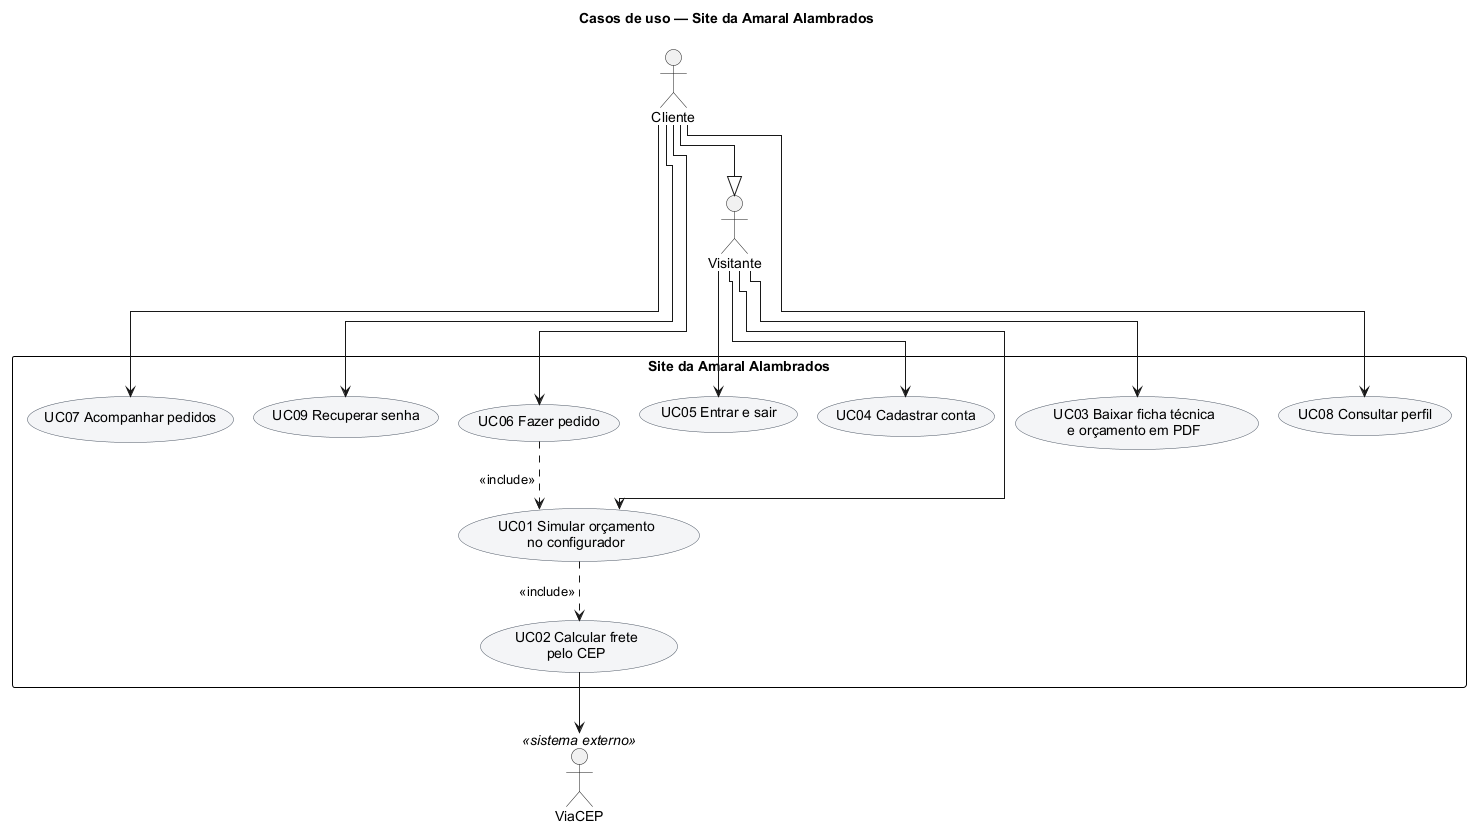 Casos de uso — Site da Amaral Alambrados
Cliente
Visitante
Site da Amaral Alambrados
UC07 Acompanhar pedidos
UC09 Recuperar senha
UC06 Fazer pedido
UC05 Entrar e sair
UC04 Cadastrar conta
UC03 Baixar ficha técnica
e orçamento em PDF
UC08 Consultar perfil
«include»
UC01 Simular orçamento
no configurador
«include»
UC02 Calcular frete
pelo CEP
«sistema externo»
ViaCEP